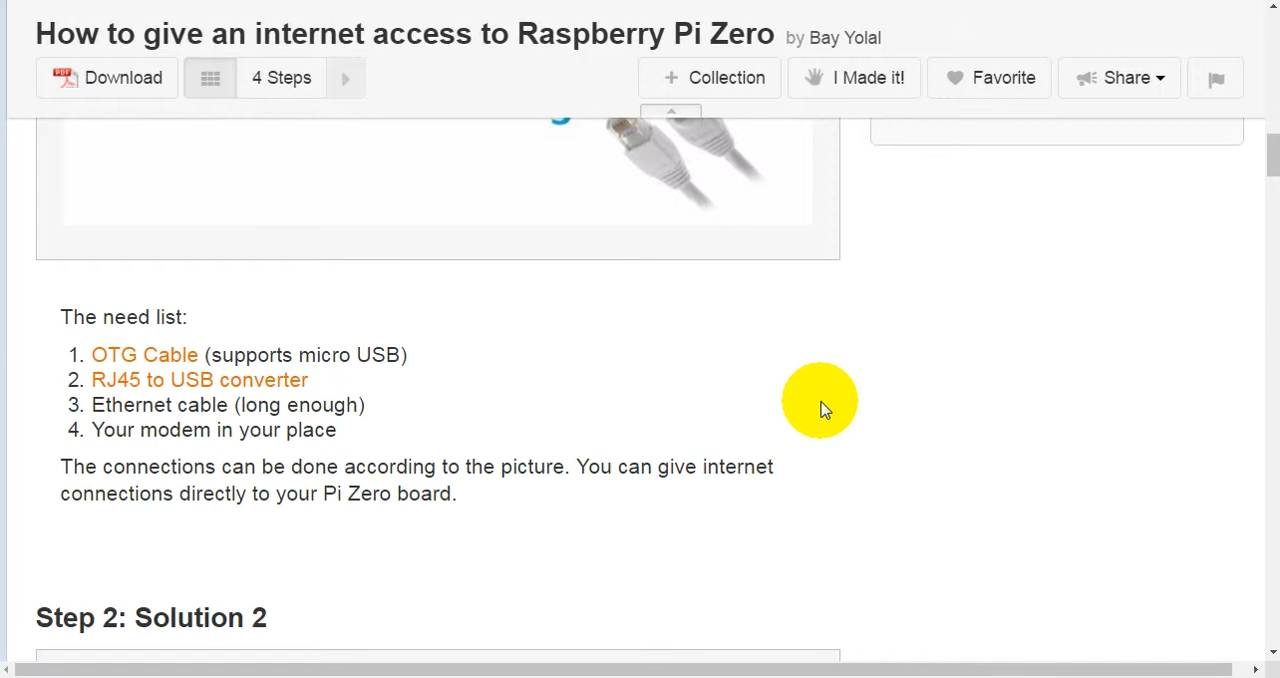 How to give an internet access to Raspberry Pi Zero by Bay Yolal
PDF Download 4 Steps + Collection I Made it! Favorite Share
The need list:
1. OTG Cable (supports micro USB)
2. RJ45 to USB converter
3. Ethernet cable (long enough)
4. Your modem in your place
The connections can be done according to the picture. You can give internet
connections directly to your Pi Zero board.
Step 2: Solution 2